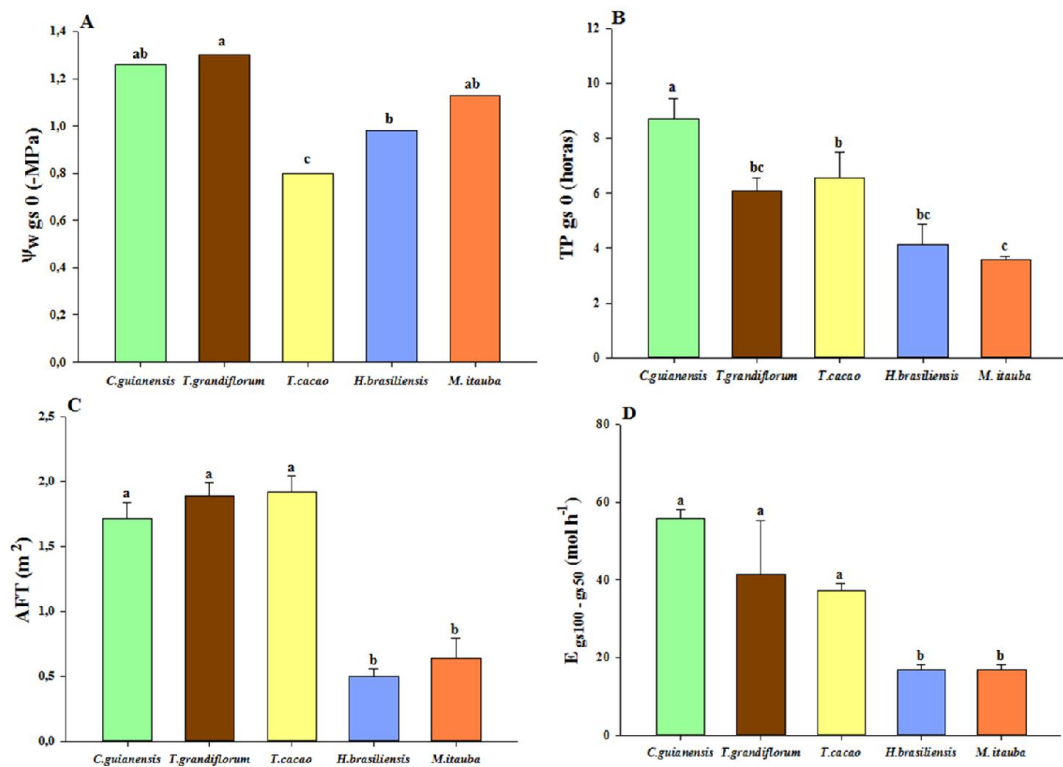 A
1,4
1,2
1,0
0,8
0,6
0,4
0,2
0,0
Ψw gs 0 (-MPa)
ab
a
c
b
ab
C.guianensis T.grandiflorum T.cacao H.brasiliensis M. itauba
B
12
10
8
6
4
2
0
TP gs 0 (horas)
a
bc
b
bc
c
C.guianensis T.grandiflorum T.cacao H.brasiliensis M. itauba
C
2,5
2,0
1,5
1,0
0,5
0,0
AFT (m²)
a
a
a
b
b
C.guianensis T.grandiflorum T.cacao H.brasiliensis M.itauba
D
80
60
40
20
0
E gs100 - gs50 (mol h⁻¹)
a
a
a
b
b
C.guianensis T.grandiflorum T.cacao H.brasiliensis M.itauba